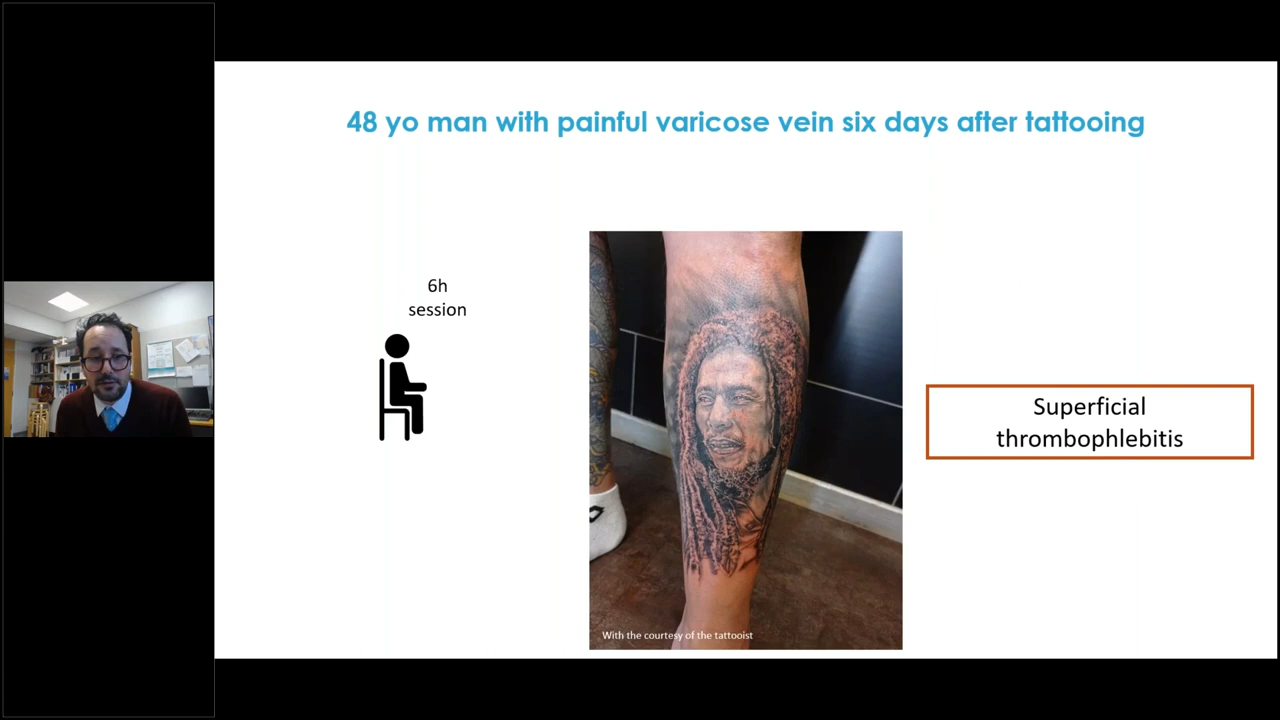 48 yo man with painful varicose vein six days after tattooing
6h
session
Superficial
thrombophlebitis
With the courtesy of the tattooist